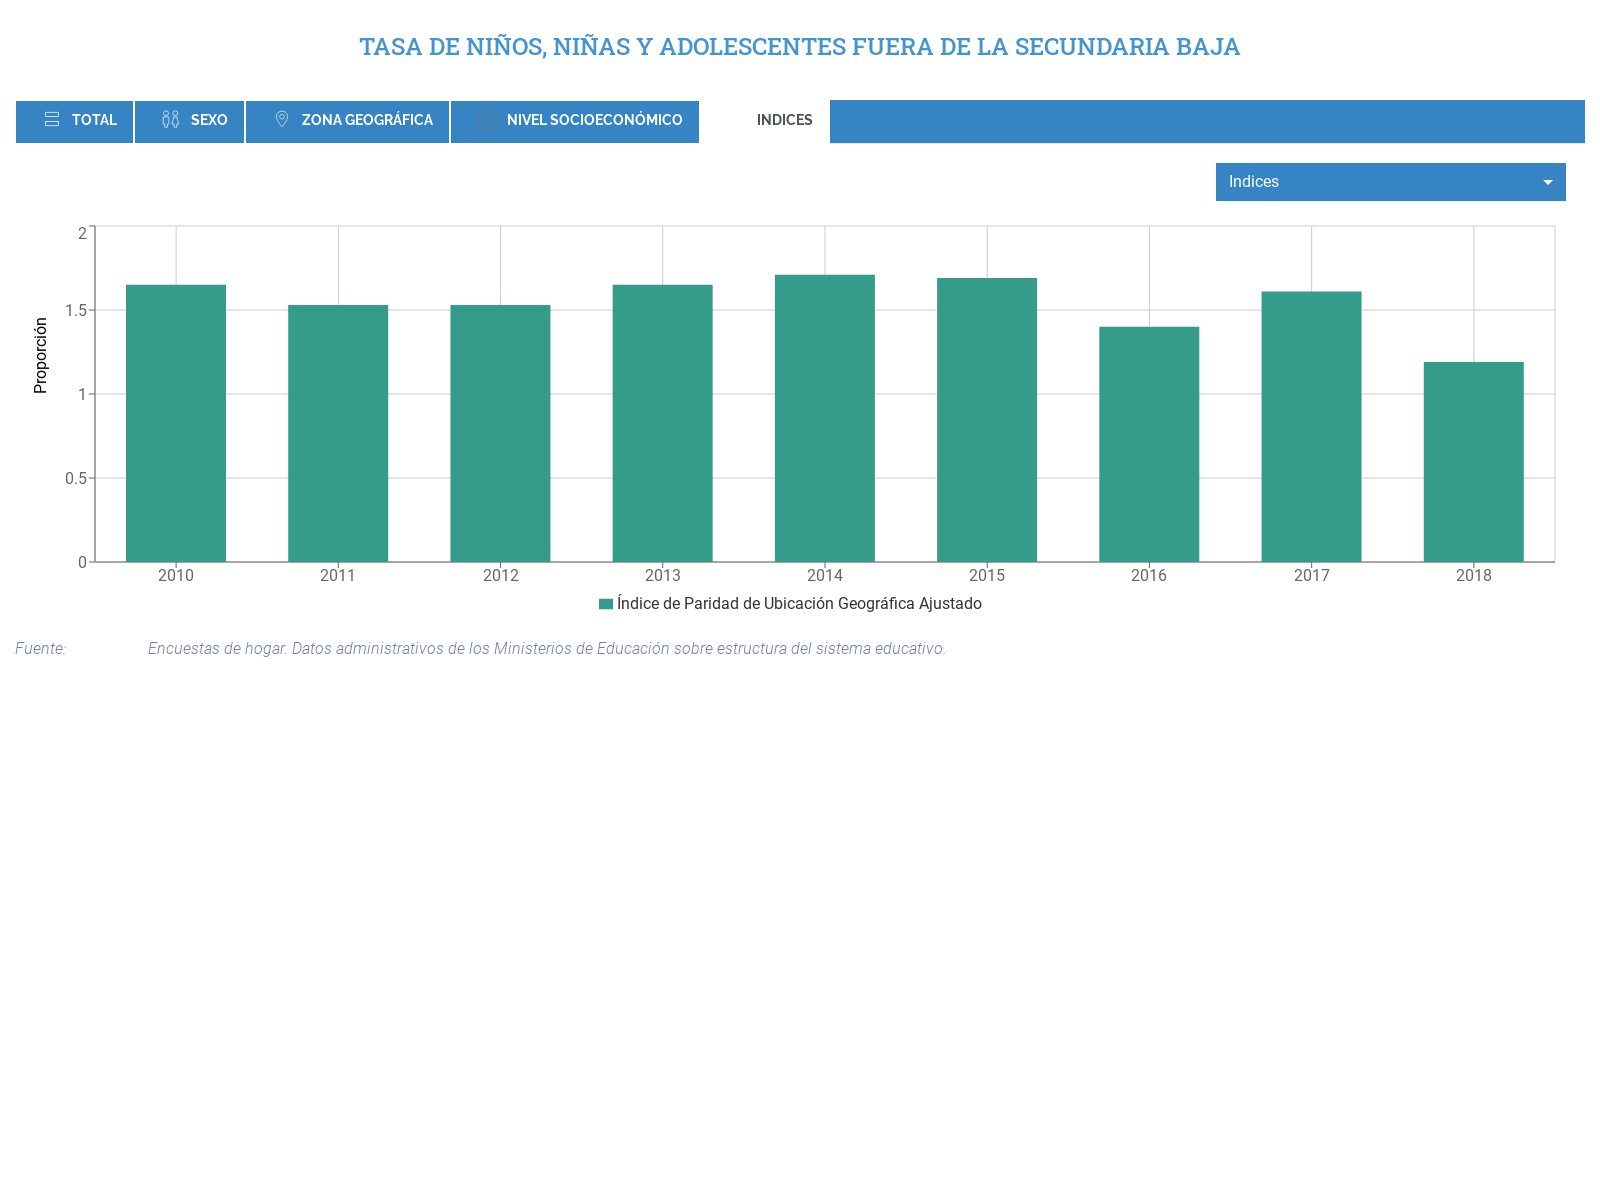 TASA DE NIÑOS, NIÑAS Y ADOLESCENTES FUERA DE LA SECUNDARIA BAJA
TOTAL SEXO ZONA GEOGRÁFICA NIVEL SOCIOECONÓMICO INDICES
Indices
2
1.5
1
0.5
0
Proporción
2010 2011 2012 2013 2014 2015 2016 2017 2018
Índice de Paridad de Ubicación Geográfica Ajustado
Fuente: Encuestas de hogar. Datos administrativos de los Ministerios de Educación sobre estructura del sistema educativo.